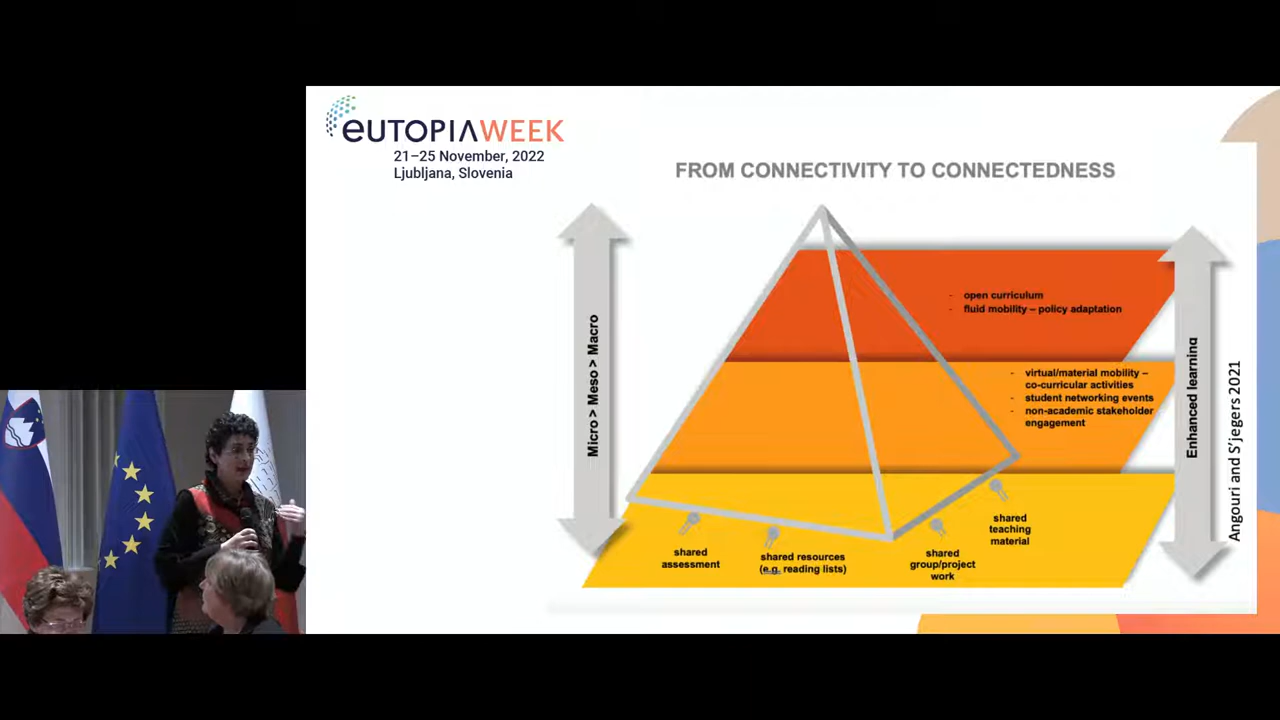 eUTOPIAWEEK
21–25 November, 2022
Ljubljana, Slovenia
FROM CONNECTIVITY TO CONNECTEDNESS
Micro > Meso > Macro
- open curriculum
- fluid mobility – policy adaptation
- virtual/material mobility –
co-curricular activities
- student networking events
- non-academic stakeholder
engagement
shared
assessment
shared resources
(e.g. reading lists)
shared
group/project
work
shared
teaching
material
Enhanced learning
Angouri and S'jegers 2021